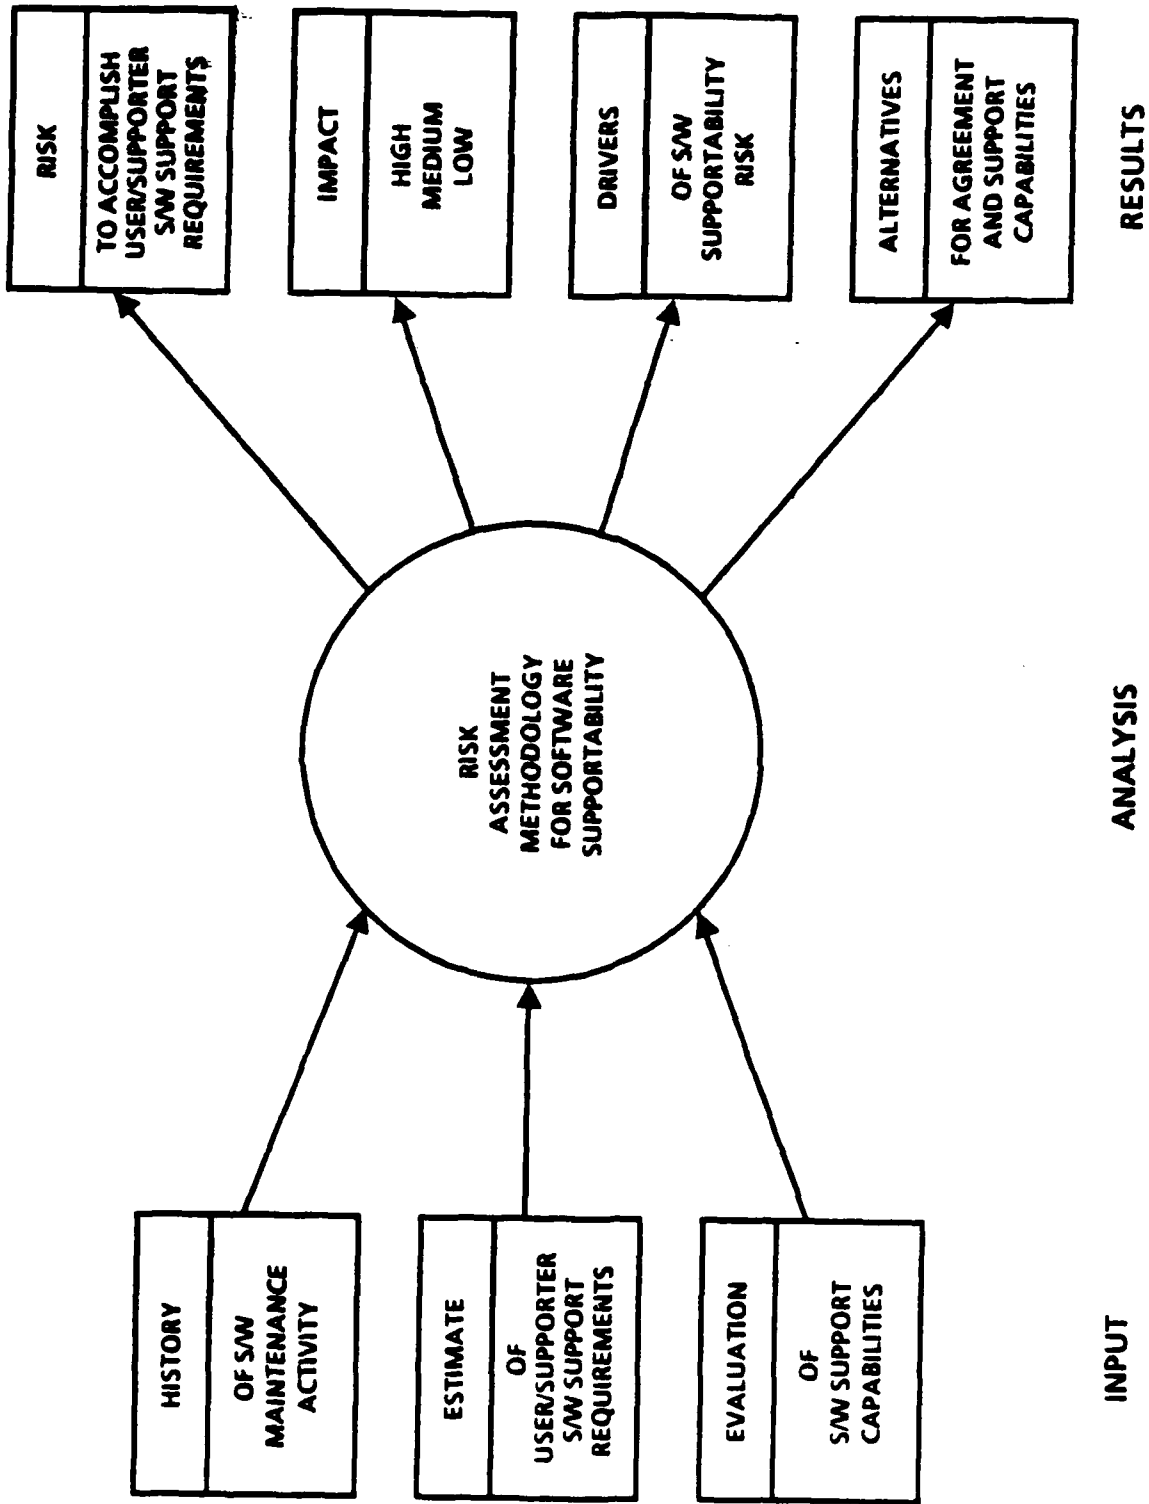 HISTORY
OF S/W
MAINTENANCE
ACTIVITY
ESTIMATE
OF
USER/SUPPORTER
S/W SUPPORT
REQUIREMENTS
EVALUATION
OF
S/W SUPPORT
CAPABILITIES
INPUT
RISK
ASSESSMENT
METHODOLOGY
FOR SOFTWARE
SUPPORTABILITY
ANALYSIS
RISK
TO ACCOMPLISH
USER/SUPPORTER
S/W SUPPORT
REQUIREMENTS
IMPACT
HIGH
MEDIUM
LOW
DRIVERS
OF S/W
SUPPORTABILITY
RISK
ALTERNATIVES
FOR AGREEMENT
AND SUPPORT
CAPABILITIES
RESULTS